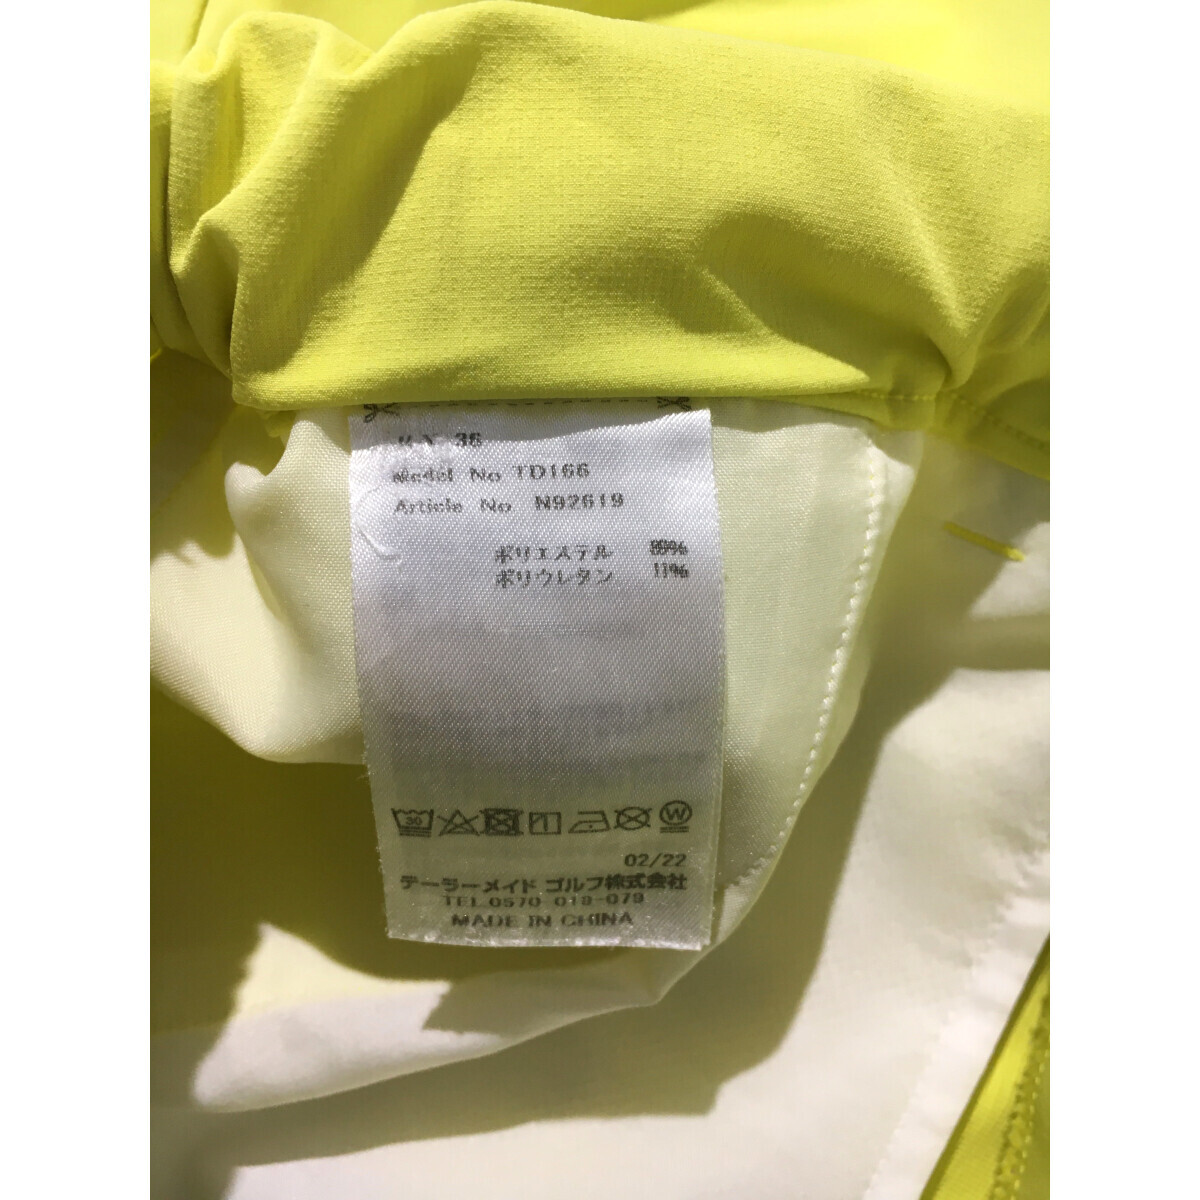 36
Model No TD166
Article No N92619
ポリエステル 89%
ポリウレタン 11%
30
W
02/22
テーラーメイド ゴルフ株式会社
TEL 0570-019-079
MADE IN CHINA